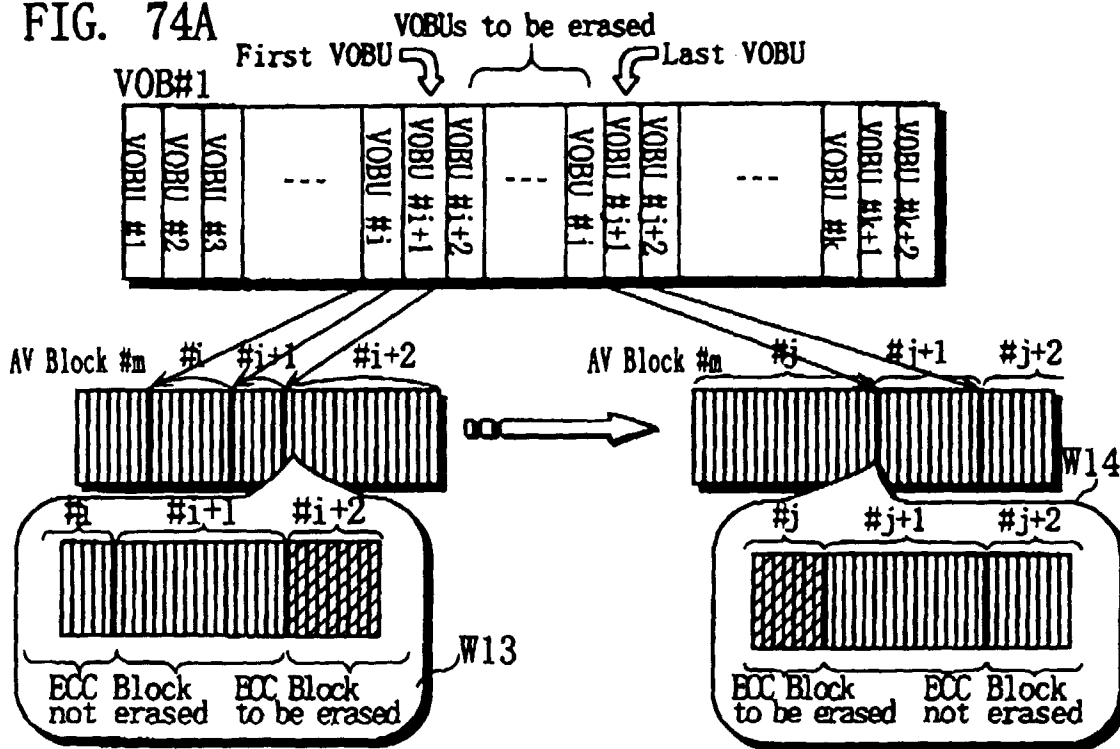 FIG. 74A
VOBUs to be erased
First VOBU
Last VOBU
VOB#1
VOBU #1
VOBU #2
VOBU #3
---
VOBU #i
VOBU #i+1
VOBU #i+2
---
VOBU #j
VOBU #j+1
VOBU #j+2
---
VOBU #k
VOBU #k+1
VOBU #k+2
AV Block #m
#i
#i+1
#i+2
AV Block #m
#j
#j+1
#j+2
W14
#i
#i+1
#i+2
#j
#j+1
#j+2
W13
ECC Block
not erased
ECC Block
to be erased
ECC Block
to be erased
ECC Block
not erased